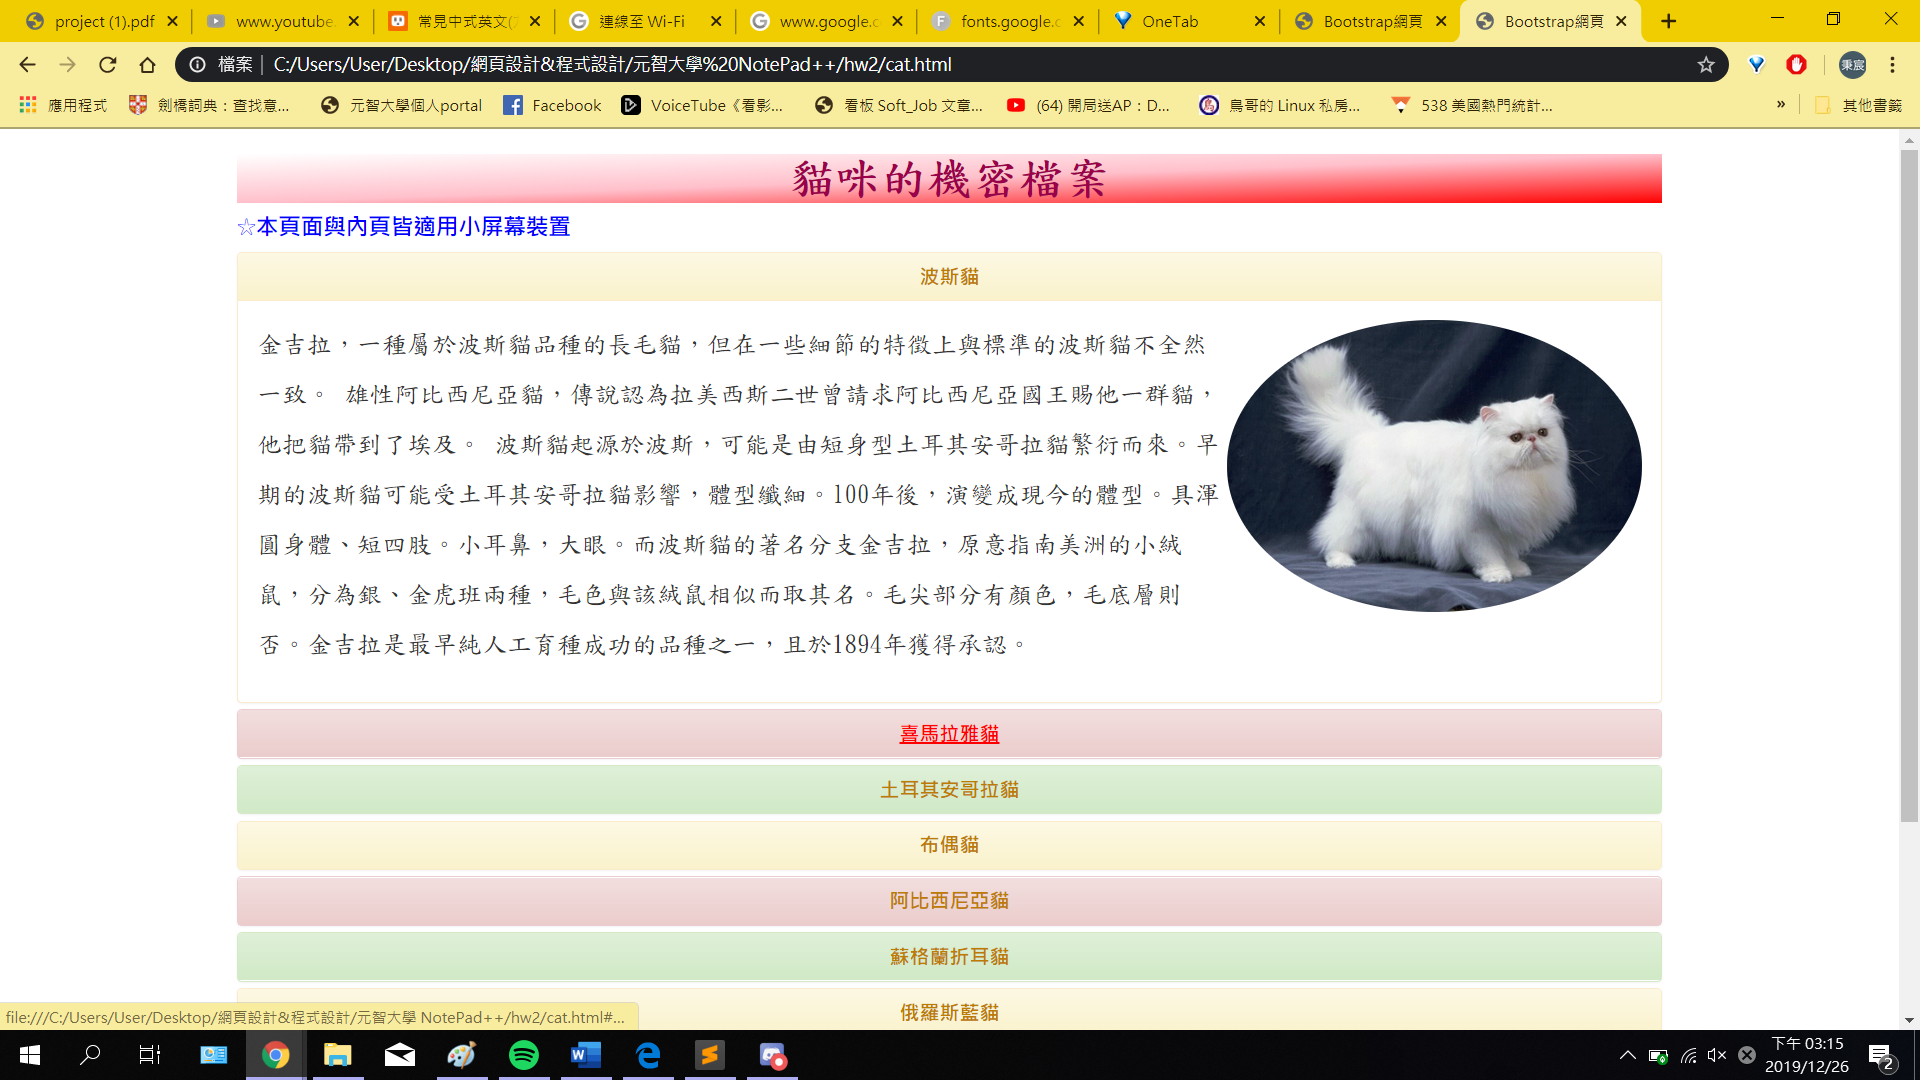 project (1).pdf
www.youtube.
常見中式英文(
連線至 Wi-Fi
www.google.c
fonts.google.c
OneTab
Bootstrap網頁
Bootstrap網頁
檔案 | C:/Users/User/Desktop/網頁設計&程式設計/元智大學%20NotePad++/hw2/cat.html
秉宸
應用程式
劍橋詞典：查找意...
元智大學個人portal
Facebook
VoiceTube《看影...
看板 Soft_Job 文章...
(64) 開局送AP：D...
鳥哥的 Linux 私房...
538 美國熱門統計...
»
其他書籤
貓咪的機密檔案
☆本頁面與內頁皆適用小屏幕裝置
波斯貓
金吉拉，一種屬於波斯貓品種的長毛貓，但在一些細節的特徵上與標準的波斯貓不全然
一致。 雄性阿比西尼亞貓，傳說認為拉美西斯二世曾請求阿比西尼亞國王賜他一群貓，
他把貓帶到了埃及。 波斯貓起源於波斯，可能是由短身型土耳其安哥拉貓繁衍而來。早
期的波斯貓可能受土耳其安哥拉貓影響，體型纖細。100年後，演變成現今的體型。具渾
圓身體、短四肢。小耳鼻，大眼。而波斯貓的著名分支金吉拉，原意指南美洲的小絨
鼠，分為銀、金虎班兩種，毛色與該絨鼠相似而取其名。毛尖部分有顏色，毛底層則
否。金吉拉是最早純人工育種成功的品種之一，且於1894年獲得承認。
喜馬拉雅貓
土耳其安哥拉貓
布偶貓
阿比西尼亞貓
蘇格蘭折耳貓
俄羅斯藍貓
file:///C:/Users/User/Desktop/網頁設計&程式設計/元智大學 NotePad++/hw2/cat.html#...
下午 03:15
2019/12/26
2